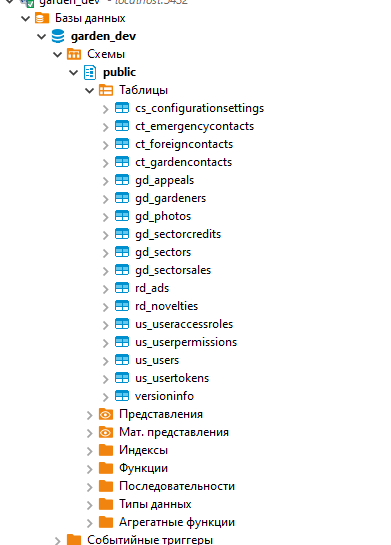 garden_dev - localhost:5432
Базы данных
garden_dev
Схемы
public
Таблицы
cs_configurationsettings
ct_emergencycontacts
ct_foreigncontacts
ct_gardencontacts
gd_appeals
gd_gardeners
gd_photos
gd_sectorcredits
gd_sectors
gd_sectorsales
rd_ads
rd_novelties
us_useraccessroles
us_userpermissions
us_users
us_usertokens
versioninfo
Представления
Мат. представления
Индексы
Функции
Последовательности
Типы данных
Агрегатные функции
Событийные триггеры